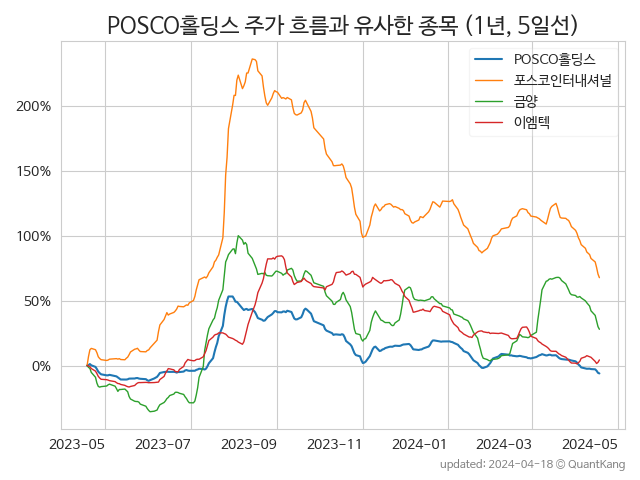 POSCO홀딩스 주가 흐름과 유사한 종목 (1년, 5일선)
POSCO홀딩스
포스코인터내셔널
금양
이엠텍
200%
150%
100%
50%
0%
2023-05 2023-07 2023-09 2023-11 2024-01 2024-03 2024-05
updated: 2024-04-18 © QuantKang